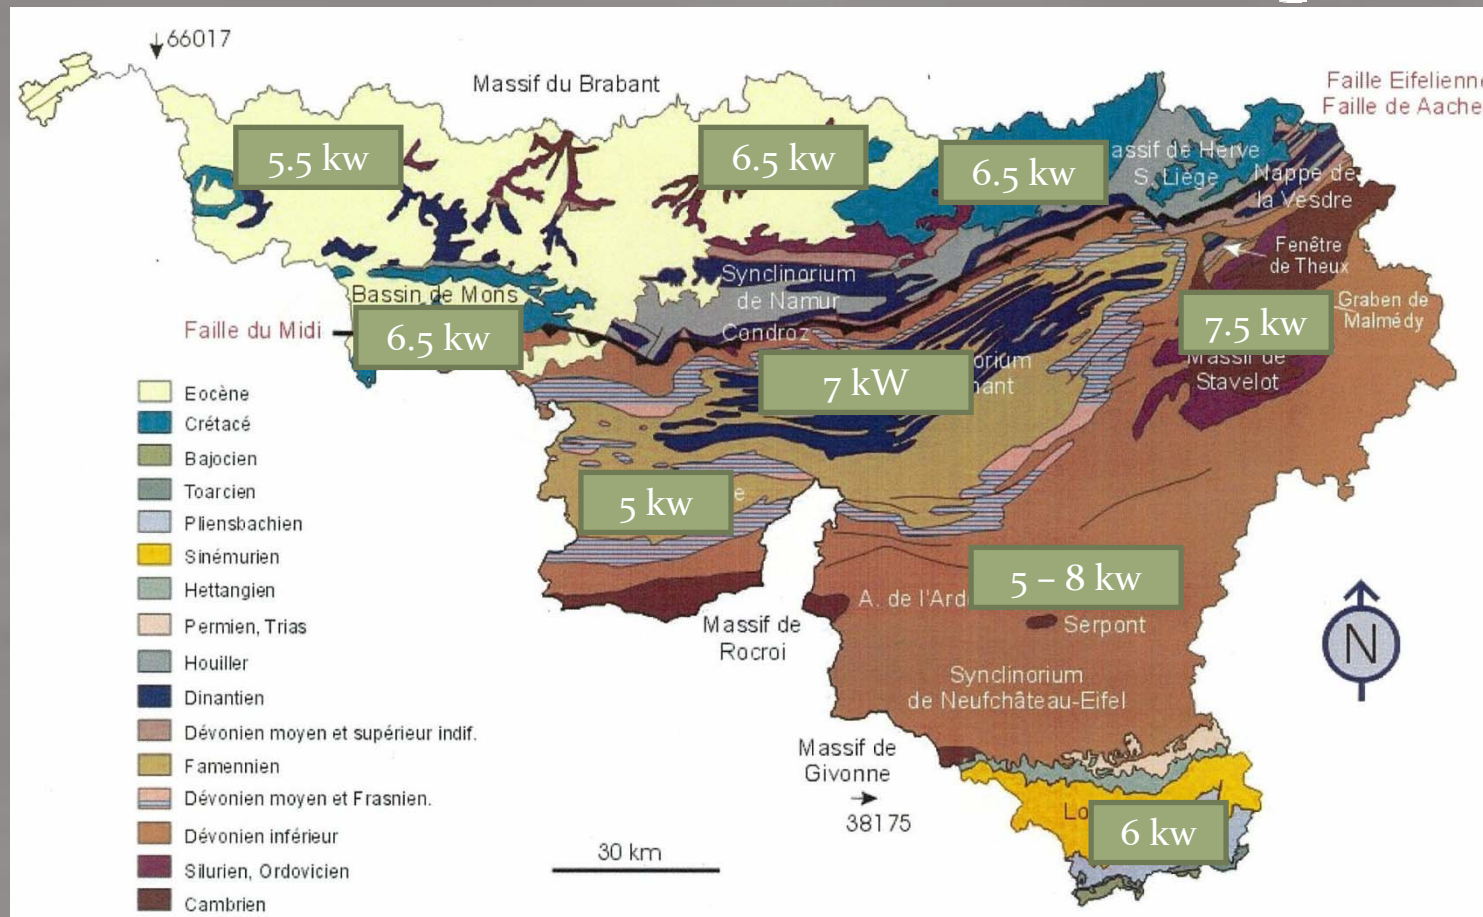 66017
Massif du Brabant
Faille Eifelienne
Faille de Aache
5.5 kw
6.5 kw
6.5 kw
assif de Herve
S. Liège
Nappe de
la Vesdre
Fenêtre
de Theux
Synclinorium
de Namur
Bassin de Mons
Graben de
Malmédy
Faille du Midi
6.5 kw
Condroz
7.5 kw
Massif de
Stavelot
7 kW
orium
nant
5 kw
e
5 – 8 kw
A. de l'Ard
Serpont
Massif de
Rocroi
Synclinorium
de Neufchâteau-Eifel
Massif de
Givonne
38175
Lo
6 kw
30 km
N
Eocène
Crétacé
Bajocien
Toarcien
Pliensbachien
Sinémurien
Hettangien
Permien, Trias
Houiller
Dinantien
Dévonien moyen et supérieur indif.
Famennien
Dévonien moyen et Frasnien.
Dévonien inférieur
Silurien, Ordovicien
Cambrien